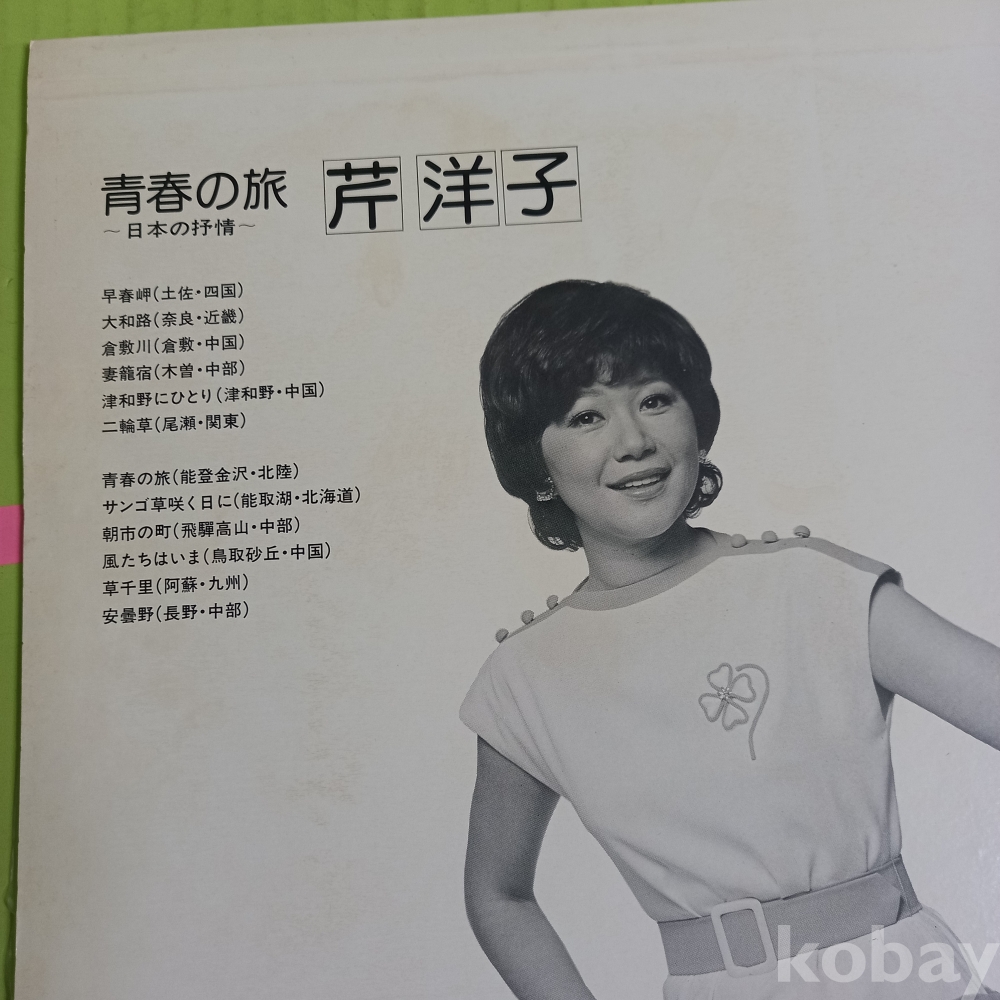 青春の旅 芹洋子
～日本の抒情～
早春岬(土佐・四国)
大和路(奈良・近畿)
倉敷川(倉敷・中国)
妻籠宿(木曽・中部)
津和野にひとり(津和野・中国)
二輪草(尾瀬・関東)
青春の旅(能登金沢・北陸)
サンゴ草咲く日に(能取湖・北海道)
朝市の町(飛驒高山・中部)
風たちはいま(鳥取砂丘・中国)
草千里(阿蘇・九州)
安曇野(長野・中部)
kobay